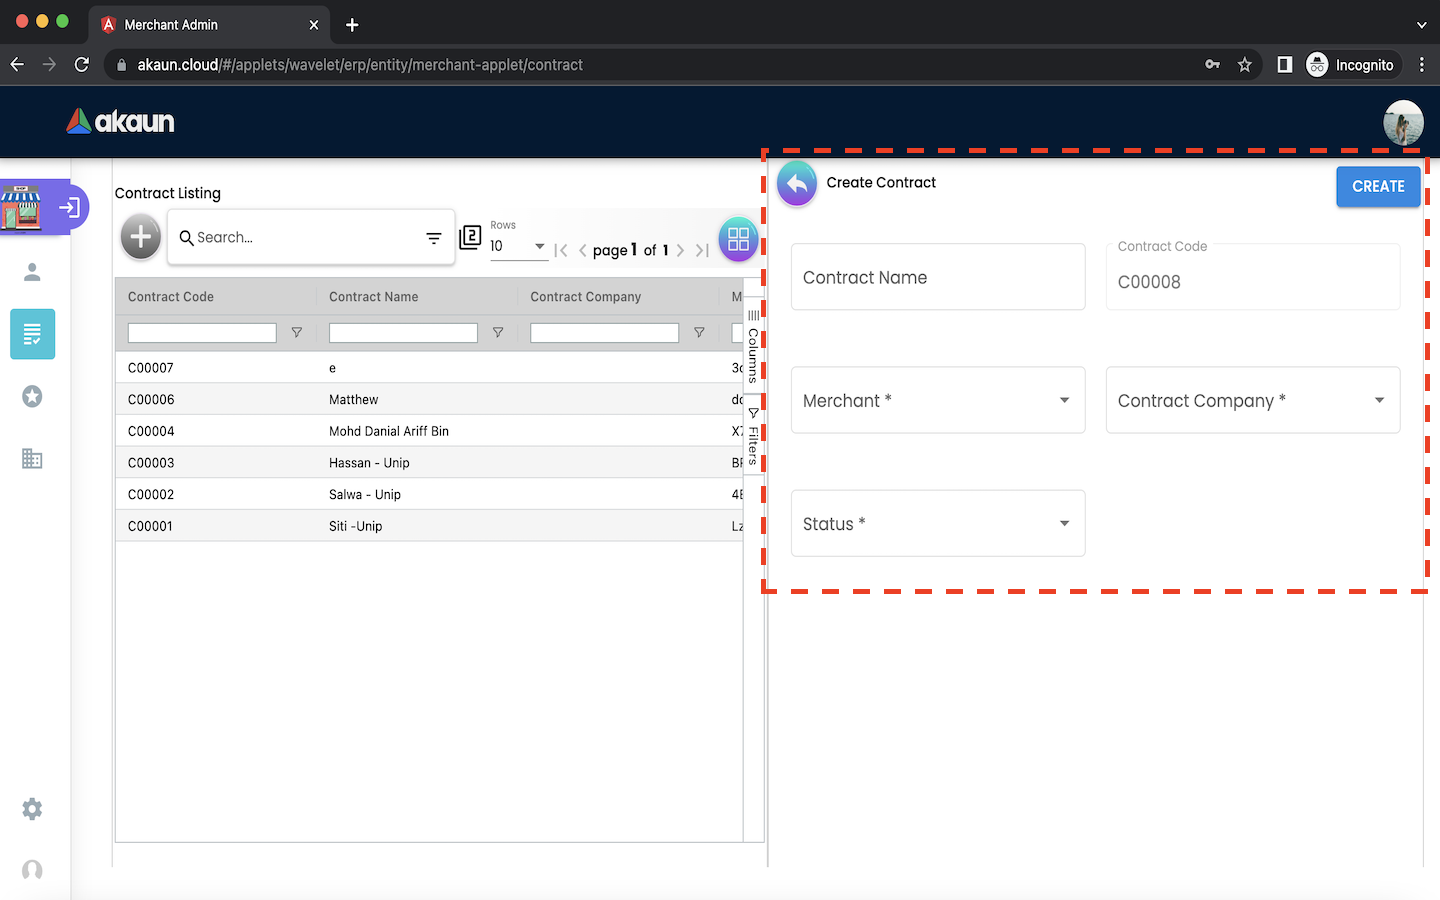 Merchant Admin
akaun.cloud/#/applets/wavelet/erp/entity/merchant-applet/contract
Incognito
akaun
SHOP
Contract Listing
Search...
2
Rows
10
page 1 of 1
Contract Code Contract Name Contract Company M
C00007 e 3c
C00006 Matthew dc
C00004 Mohd Danial Ariff Bin X7
C00003 Hassan - Unip BF
C00002 Salwa - Unip 4E
C00001 Siti -Unip Lz
Columns
Filters
Create Contract
CREATE
Contract Name
Contract Code
C00008
Merchant *
Contract Company *
Status *